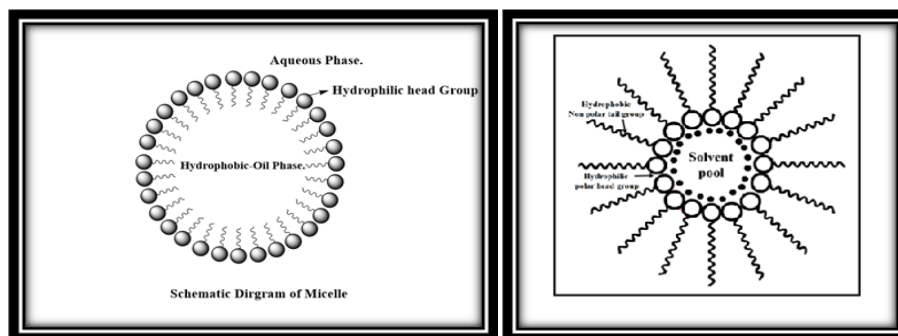 Aqueous Phase.
Hydrophilic head Group
Hydrophobic-Oil Phase.
Schematic Dirgram of Micelle
Hydrophobic
Non polar tail group
Solvent
pool
Hydrophilic
polar head group